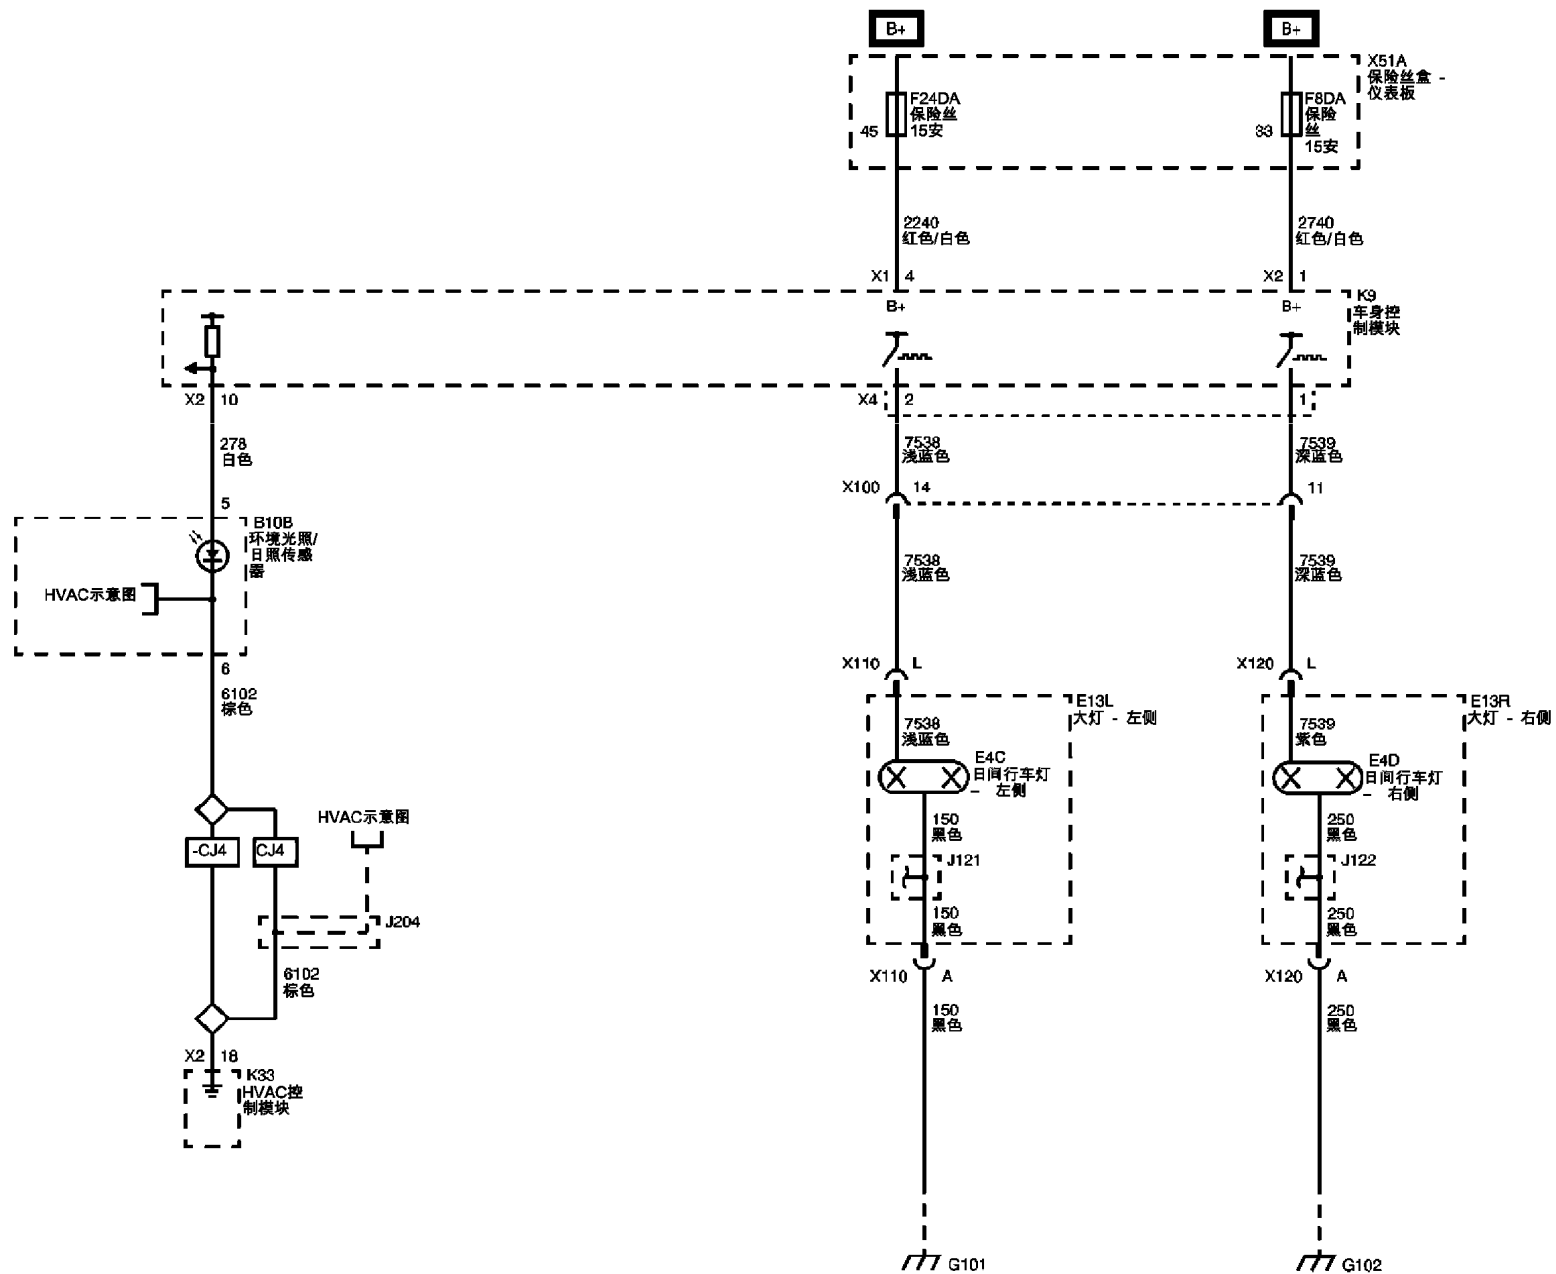 B+
B+
X51A
保险丝盒 -
仪表板
F24DA
保险丝
15安
45
F8DA
保险
丝
15安
33
2240
红色/白色
2740
红色/白色
X1 4
X2 1
B+
B+
K9
车身控
制模块
X2 10
X4 2
1
278
白色
7538
浅蓝色
7539
深蓝色
X100 14
11
5
B10B
环境光照/
日照传感
器
HVAC示意图
7538
浅蓝色
7539
深蓝色
6
6102
棕色
X110 L
X120 L
E13L
大灯 - 左侧
E13R
大灯 - 右侧
7538
浅蓝色
7539
紫色
E4C
日间行车灯
- 左侧
E4D
日间行车灯
- 右侧
HVAC示意图
-CJ4
CJ4
150
黑色
250
黑色
J121
J122
J204
150
黑色
250
黑色
6102
棕色
X110 A
X120 A
150
黑色
250
黑色
X2 18
K33
HVAC控
制模块
G101
G102